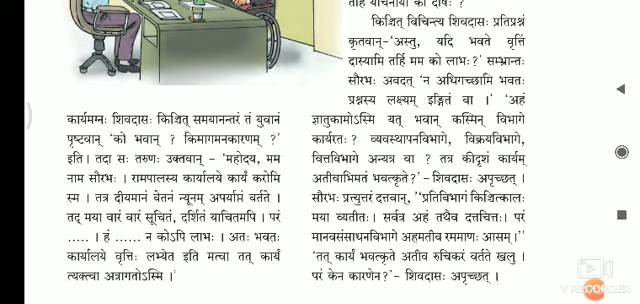 तर्हि याचनायां को दोषः ?
किञ्चित् विचिन्त्य शिवदासः प्रतिप्रश्नं
कृतवान्–‘अस्तु, यदि भवते वृत्तिं
दास्यामि तर्हि मम को लाभः?’ सम्भ्रान्तः
सौरभः अवदत् ‘न अधिगच्छामि भवतः
प्रश्नस्य लक्ष्यम् इङ्गितं वा ।’ ‘अहं
ज्ञातुकामोऽस्मि यत् भवान् कस्मिन् विभागे
कार्यरतः? व्यवस्थापनविभागे, विक्रयविभागे,
वित्तविभागे अन्यत्र वा ? तत्र कीदृशं कार्यम्
अतीवाभिमतं भवत्कृते?’ – शिवदासः अपृच्छत् ।
सौरभः प्रत्युत्तरं दत्तवान्, ‘‘प्रतिविभागं किञ्चित्कालः
मया व्यतीतः। सर्वत्र अहं तथैव दत्तचित्तः। परं
मानवसंसाधनविभागे अहमतीव रममाणः आसम्।’’
‘तत् कार्यं भवत्कृते अतीव रुचिकरं वर्तते खलु ।
परं केन कारणेन?’– शिवदासः अपृच्छत् ।
कार्यमग्नः शिवदासः किञ्चित् समयानन्तरं तं युवानं
पृष्टवान् ‘को भवान् ? किमागमनकारणम् ?’
इति। तदा सः तरुणः उक्तवान् – ‘महोदय, मम
नाम सौरभः । रामपालस्य कार्यालये कार्यं करोमि
स्म । तत्र दीयमानं वेतनं न्यूनम् अपर्याप्तं वर्तते ।
तद् मया वारं वारं सूचितं, दर्शितं याचितमपि । परं
..... । हं ...... न कोऽपि लाभः । अतः भवतः
कार्यालये वृत्तिः लभ्येत इति मत्वा तत् कार्यं
त्यक्त्वा अत्रागतोऽस्मि ।’
V RECORDER